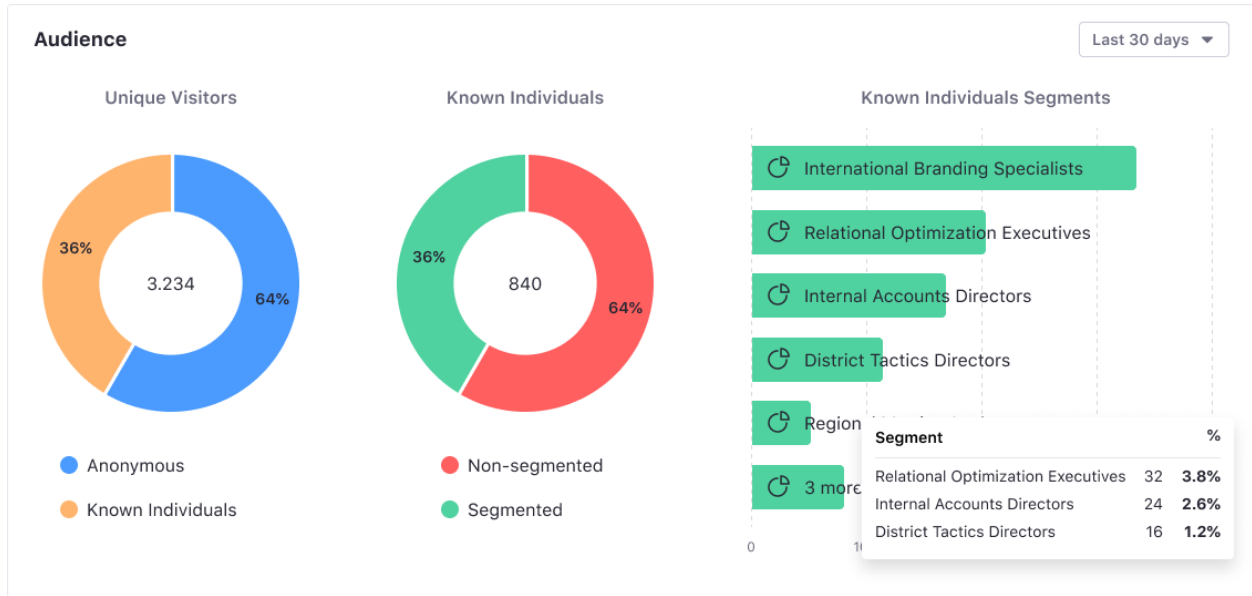 Audience
Last 30 days
Unique Visitors
Known Individuals
Known Individuals Segments
36%
3.234
64%
36%
840
64%
International Branding Specialists
Relational Optimization Executives
Internal Accounts Directors
District Tactics Directors
3
0
Segment %
Relational Optimization Executives 32 3.8%
Internal Accounts Directors 24 2.6%
District Tactics Directors 16 1.2%
Anonymous
Known Individuals
Non-segmented
Segmented